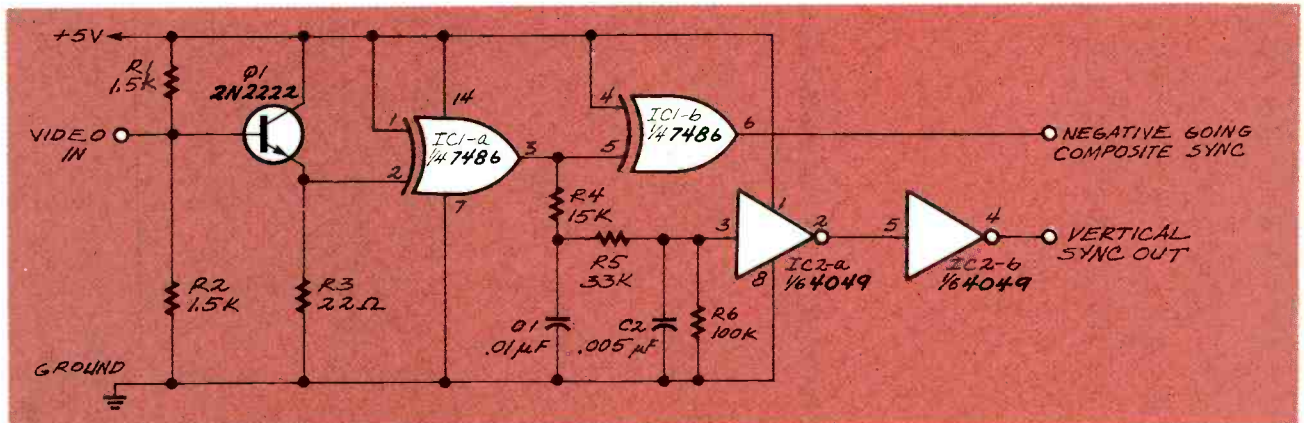 +5V
R1
1.5K
Q1
2N2222
VIDEO
IN
R2
1.5K
R3
22Ω
14
1
2
IC1-a
1/4 7486
3
7
4
5
IC1-b
1/4 7486
6
NEGATIVE GOING
COMPOSITE SYNC
R4
15K
R5
33K
3
1
2
8
IC2-a
1/6 4049
5
4
IC2-b
1/6 4049
VERTICAL
SYNC OUT
C1
.01µF
C2
.005µF
R6
100K
GROUND